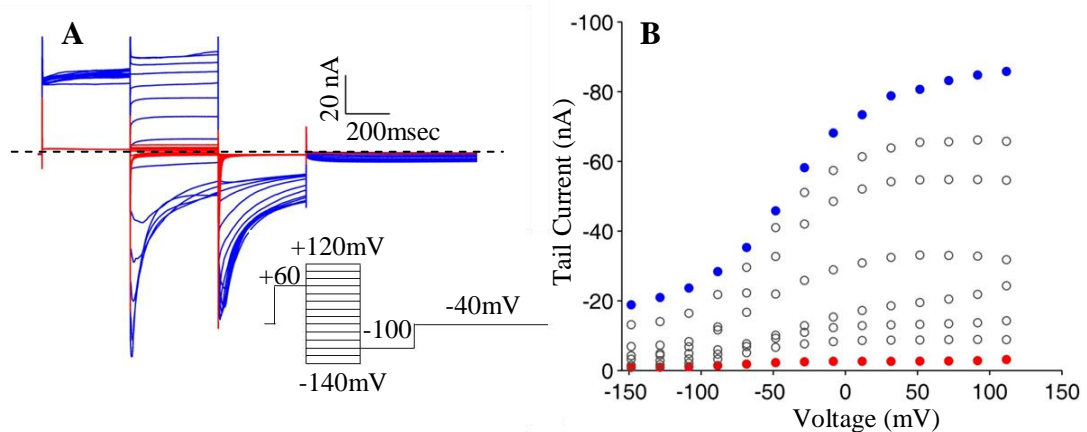 A
20 nA
200msec
+120mV
+60
-100
-40mV
-140mV
B
Tail Current (nA)
-100
-80
-60
-40
-20
0
-150 -100 -50 0 50 100 150
Voltage (mV)